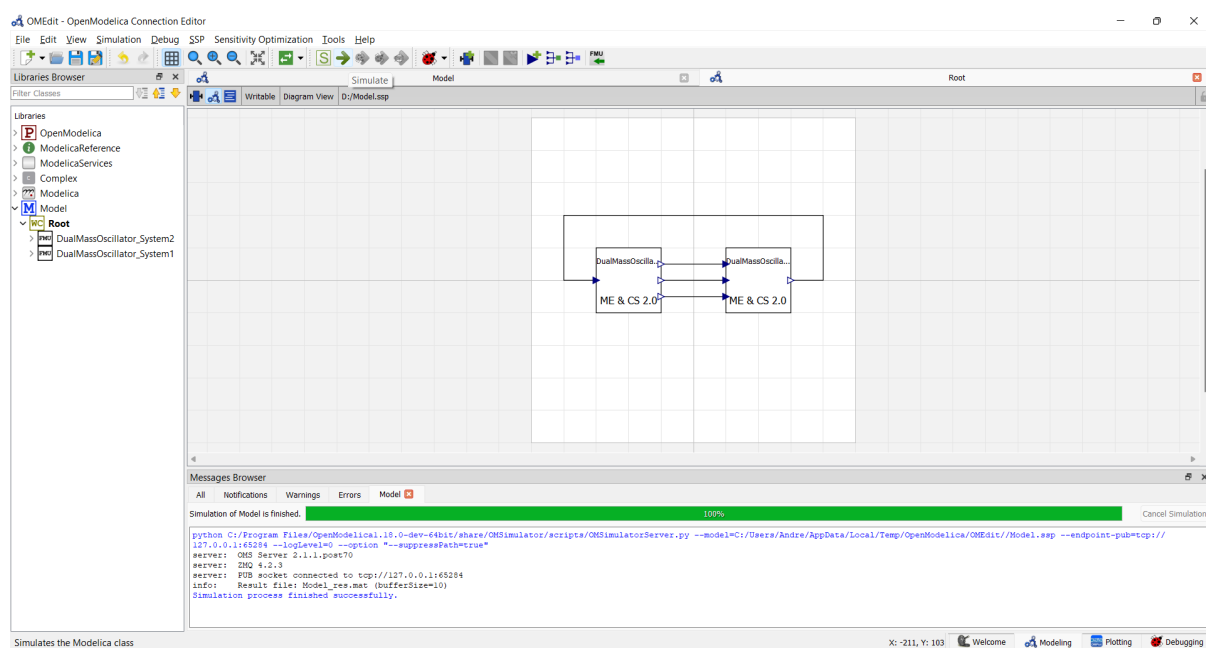 OMEdit - OpenModelica Connection Editor
File Edit View Simulation Debug SSP Sensitivity Optimization Tools Help
S FMU
Libraries Browser
Model
Root
Simulate
Filter Classes
Writable Diagram View D:/Model.ssp
Libraries
P OpenModelica
i ModelicaReference
ModelicaServices
C Complex
Modelica
M Model
WC Root
FMU DualMassOscillator_System2
FMU DualMassOscillator_System1
DualMassOscilla... DualMassOscilla...
ME & CS 2.0 ME & CS 2.0
Messages Browser
All Notifications Warnings Errors Model
Simulation of Model is finished. 100% Cancel Simulation
python C:/Program Files/OpenModelica1.18.0-dev-64bit/share/OMSimulator/scripts/OMSimulatorServer.py --model=C:/Users/Andre/AppData/Local/Temp/OpenModelica/OMEdit//Model.ssp --endpoint-pub=tcp://
127.0.0.1:65284 --logLevel=0 --option "--suppressPath=true"
server: OMS Server 2.1.1.post70
server: ZMQ 4.2.3
server: PUB socket connected to tcp://127.0.0.1:65284
info: Result file: Model_res.mat (bufferSize=10)
Simulation process finished successfully.
Simulates the Modelica class
X: -211, Y: 103 Welcome Modeling Plotting Debugging